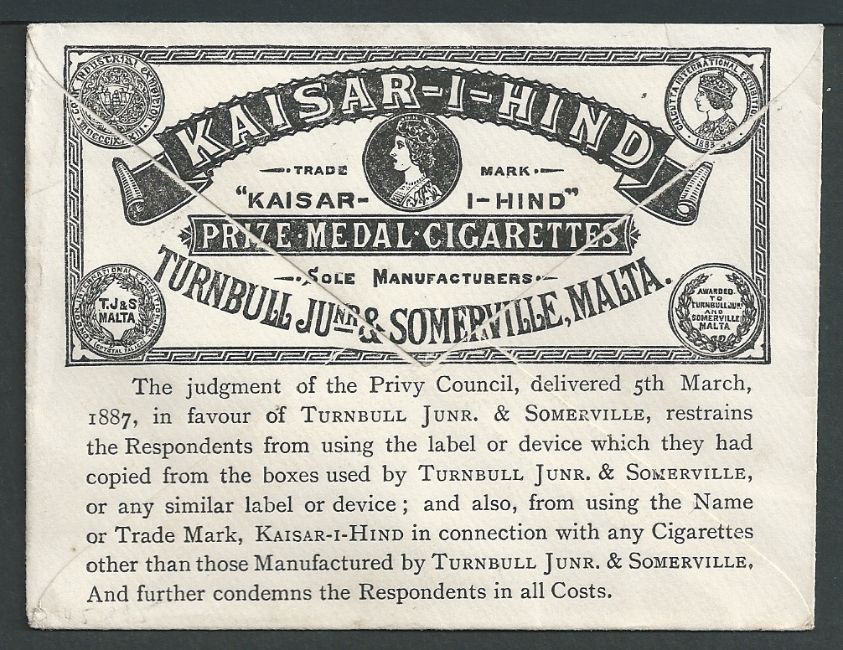 KAISAR-I-HIND
CALCUTTA INTERNATIONAL EXHIBITION
1883
TRADE MARK
"KAISAR-I-HIND"
PRIZE·MEDAL·CIGARETTES
SOLE MANUFACTURERS
TURNBULL JUNR & SOMERVILLE, MALTA.
T.J&S
MALTA
AWARDED
TO
TURNBULL JUNR
AND
SOMERVILLE
MALTA
The judgment of the Privy Council, delivered 5th March,
1887, in favour of TURNBULL JUNR. & SOMERVILLE, restrains
the Respondents from using the label or device which they had
copied from the boxes used by TURNBULL JUNR. & SOMERVILLE,
or any similar label or device; and also, from using the Name
or Trade Mark, KAISAR-I-HIND in connection with any Cigarettes
other than those Manufactured by TURNBULL JUNR. & SOMERVILLE,
And further condemns the Respondents in all Costs.